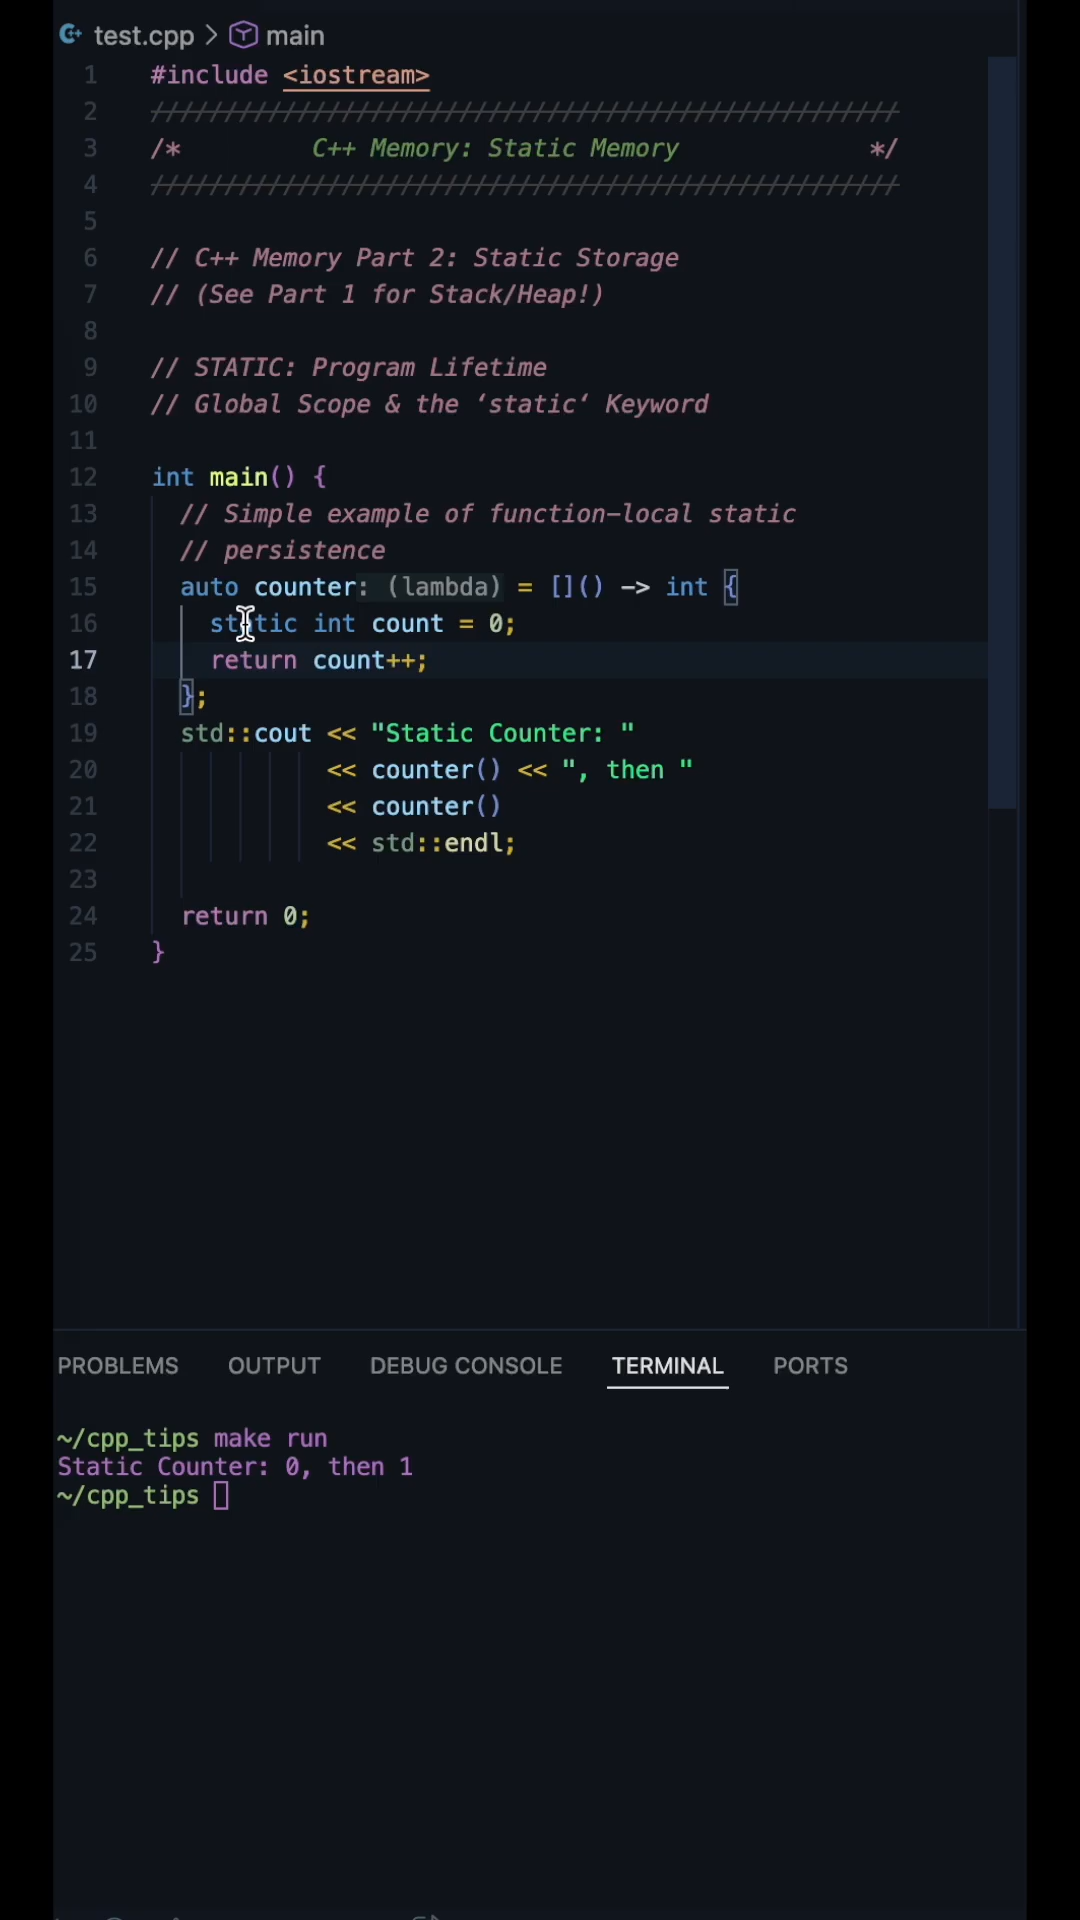 test.cpp > main
1 #include <iostream>
2 ///////////////////////////////////////////////////
3 /* C++ Memory: Static Memory */
4 ///////////////////////////////////////////////////
5
6 // C++ Memory Part 2: Static Storage
7 // (See Part 1 for Stack/Heap!)
8
9 // STATIC: Program Lifetime
10 // Global Scope & the ‘static‘ Keyword
11
12 int main() {
13 // Simple example of function-local static
14 // persistence
15 auto counter: (lambda) = []() -> int {
16 static int count = 0;
17 return count++;
18 };
19 std::cout << "Static Counter: "
20 << counter() << ", then "
21 << counter()
22 << std::endl;
23
24 return 0;
25 }
PROBLEMS OUTPUT DEBUG CONSOLE TERMINAL PORTS
~/cpp_tips make run
Static Counter: 0, then 1
~/cpp_tips